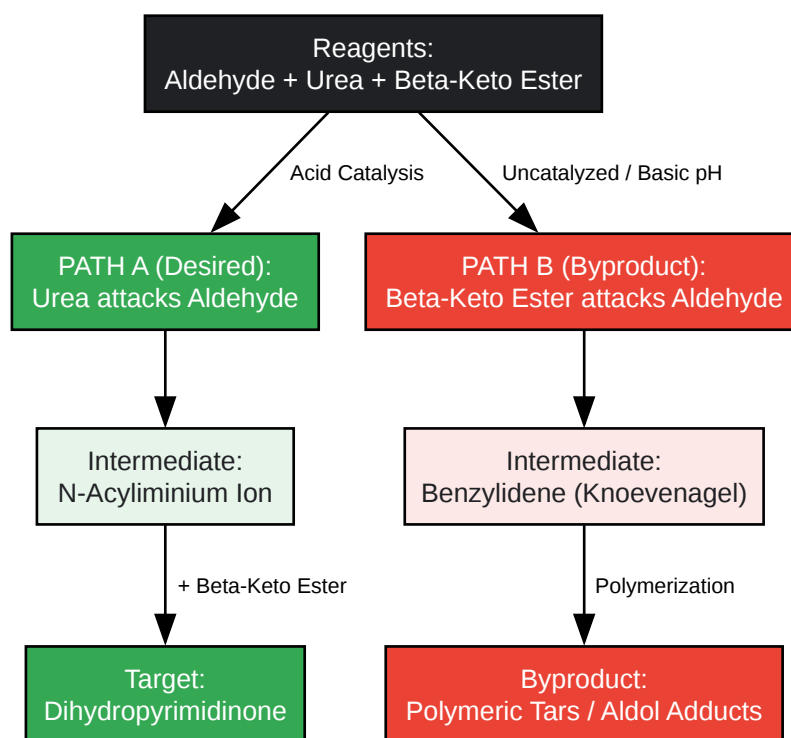 Reagents:
Aldehyde + Urea + Beta-Keto Ester
Acid Catalysis
Uncatalyzed / Basic pH
PATH A (Desired):
Urea attacks Aldehyde
PATH B (Byproduct):
Beta-Keto Ester attacks Aldehyde
Intermediate:
N-Acyliminium Ion
Intermediate:
Benzylidene (Knoevenagel)
+ Beta-Keto Ester
Polymerization
Target:
Dihydropyrimidinone
Byproduct:
Polymeric Tars / Aldol Adducts